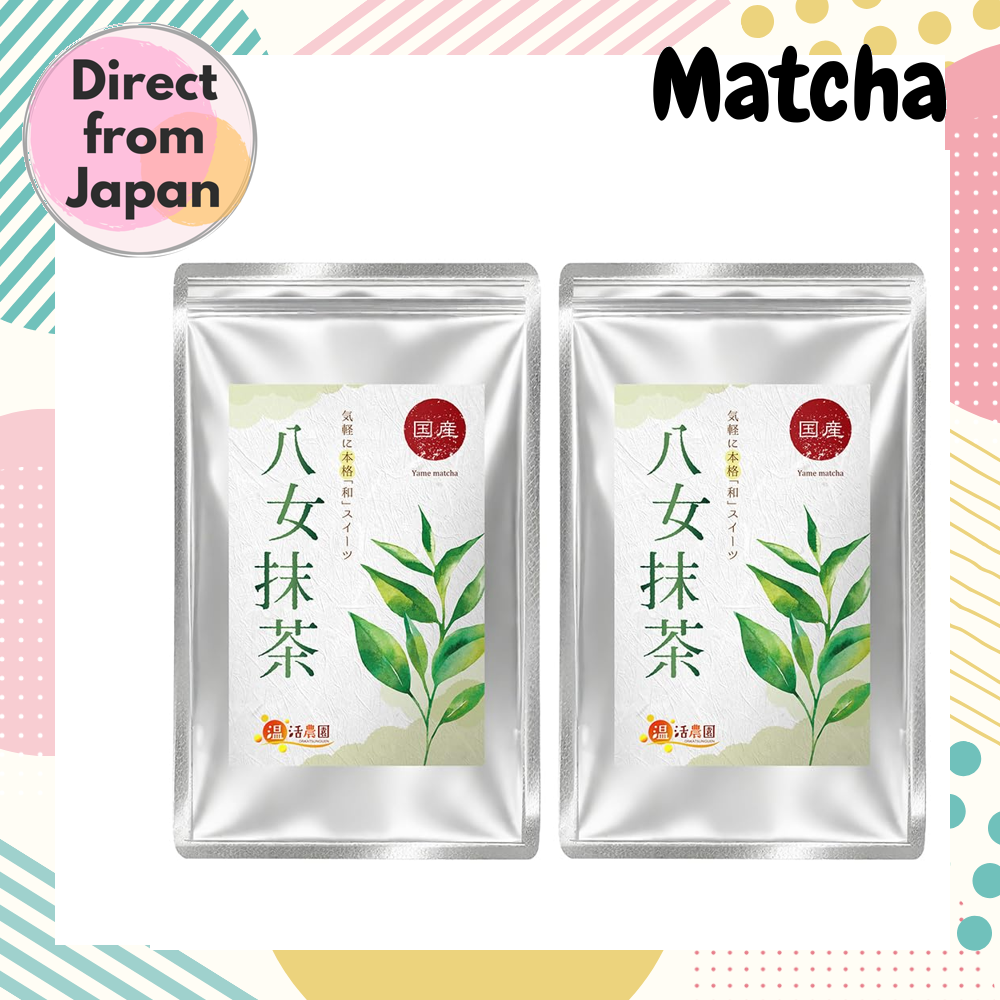 Direct
from
Japan
Matcha
国産
Yame matcha
気軽に本格「和」スイーツ
八女抹茶
温活農園
ONKATSUNOUEN
国産
Yame matcha
気軽に本格「和」スイーツ
八女抹茶
温活農園
ONKATSUNOUEN